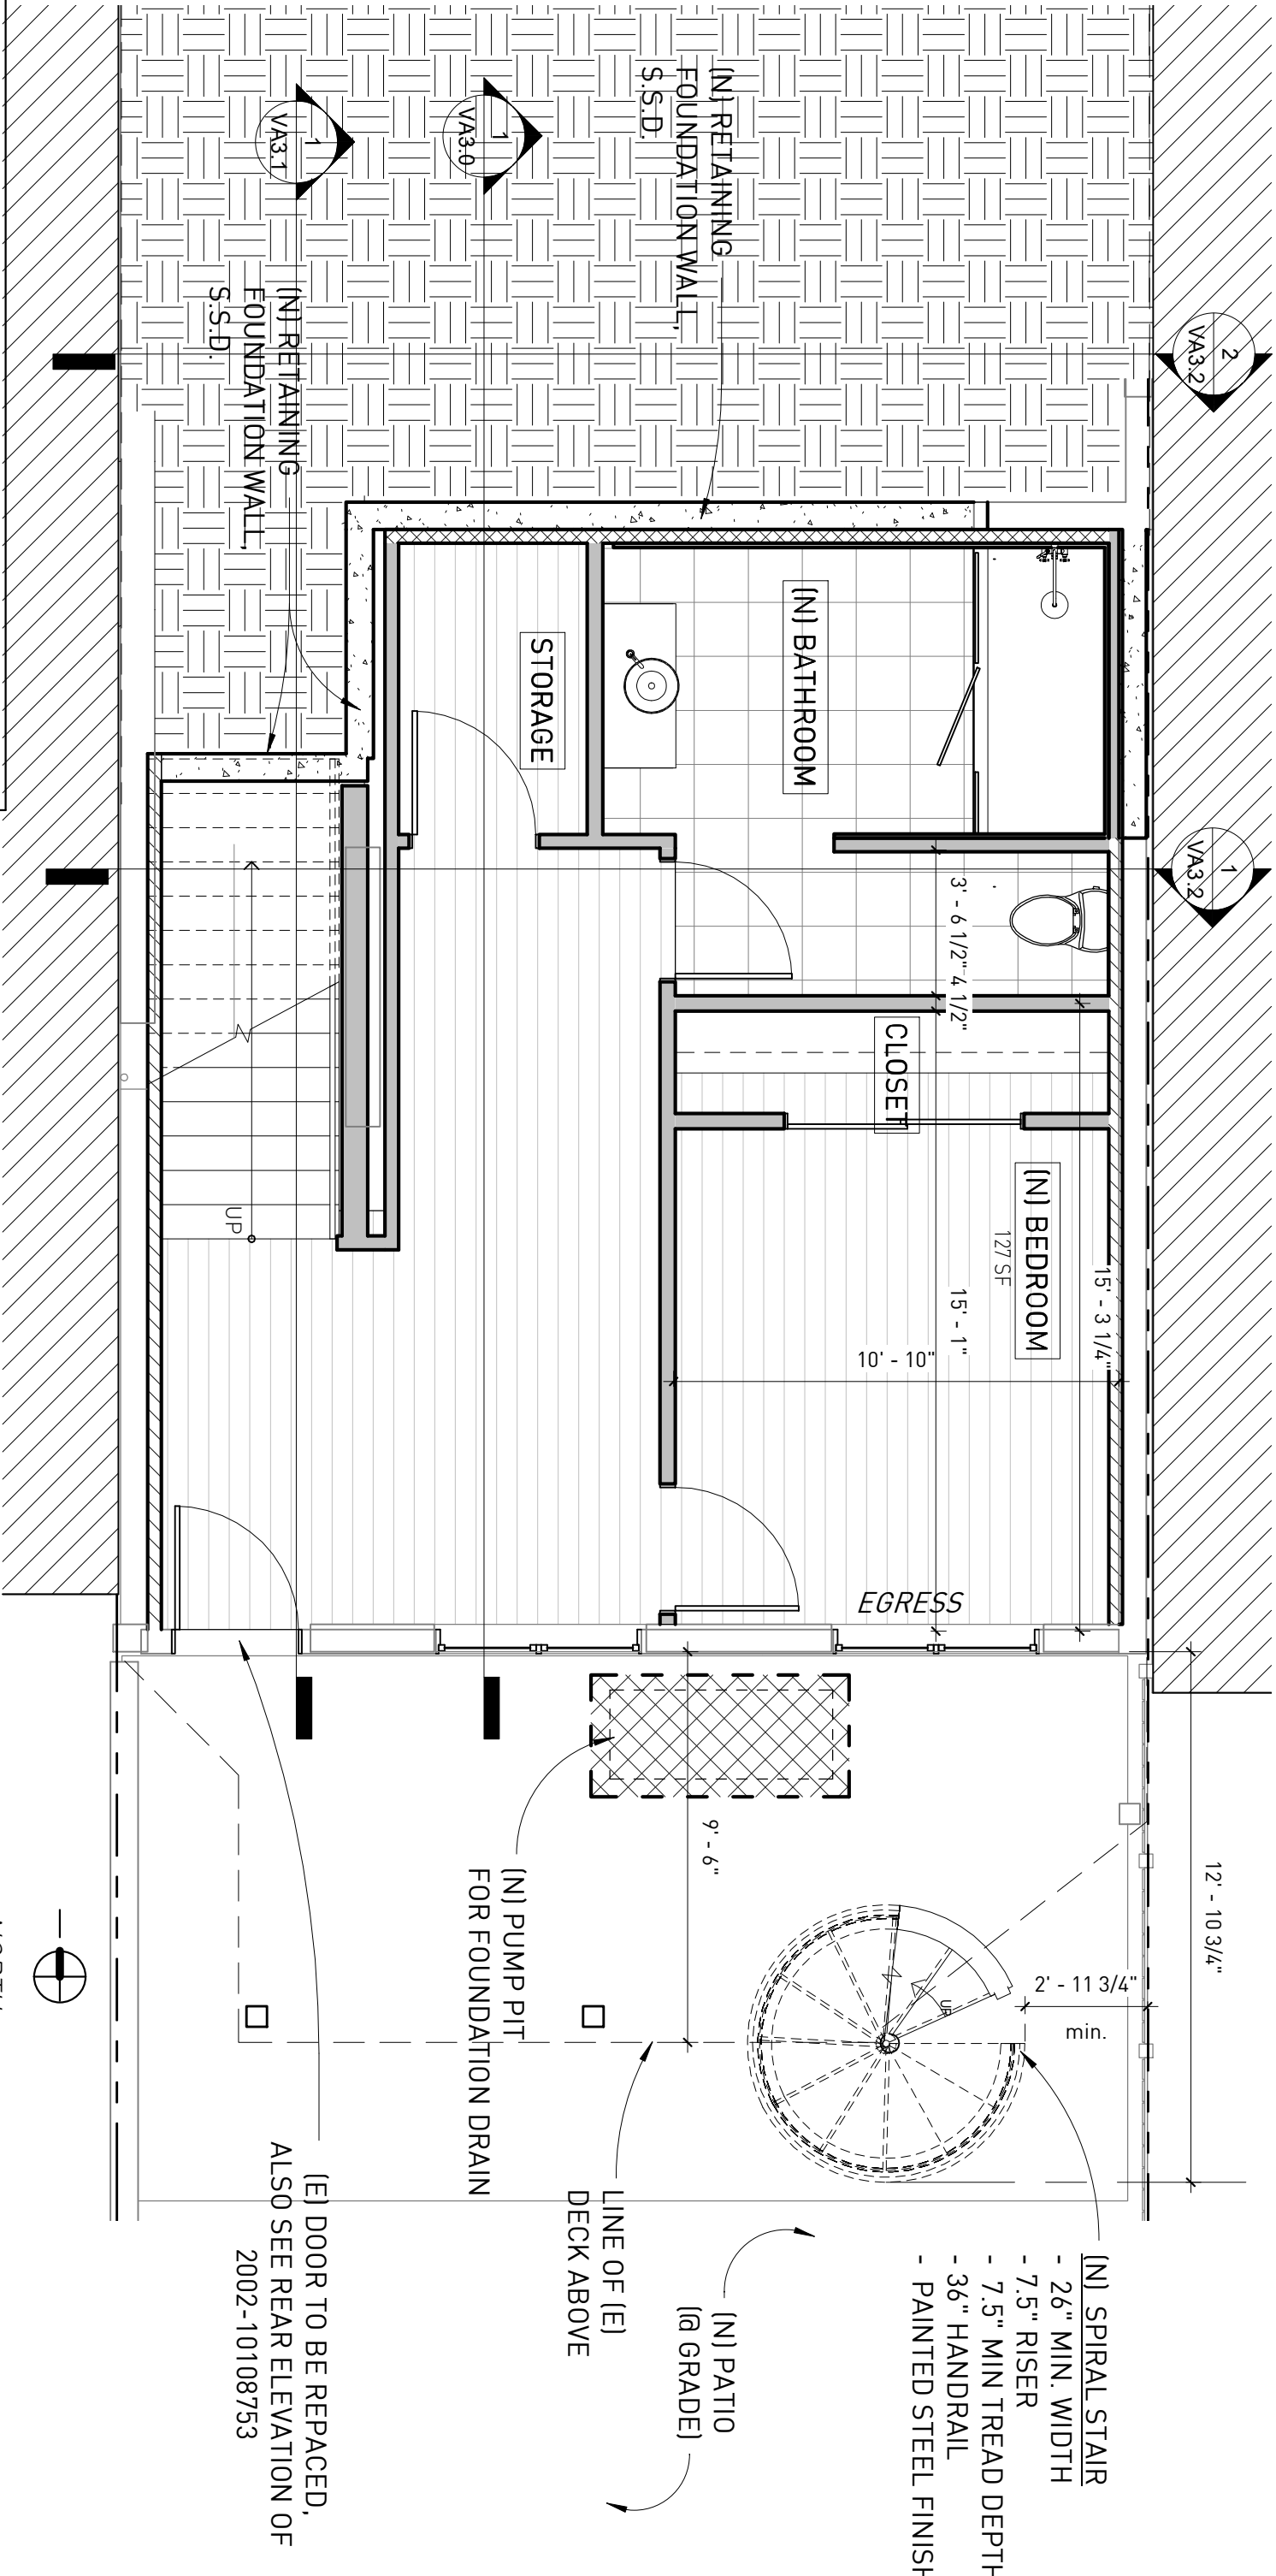 (N) RETAINING
FOUNDATION WALL,
S.S.D.
1
VA3.1
1
VA3.0
2
VA3.2
(N) RETAINING
FOUNDATION WALL,
S.S.D.
STORAGE
(N) BATHROOM
1
VA3.2
3' - 6 1/2"
4 1/2"
CLOSET
(N) BEDROOM
127 SF
15' - 3 1/4"
15' - 1"
10' - 10"
UP
EGRESS
9' - 6"
12' - 10 3/4"
2' - 11 3/4"
min.
UP
(N) PUMP PIT
FOR FOUNDATION DRAIN
LINE OF (E)
DECK ABOVE
(E) DOOR TO BE REPACED,
ALSO SEE REAR ELEVATION OF
2002-10108753
(N) PATIO
(@ GRADE)
(N) SPIRAL STAIR
- 26" MIN. WIDTH
- 7.5" RISER
- 7.5" MIN TREAD DEPTH
- 36" HANDRAIL
- PAINTED STEEL FINISH